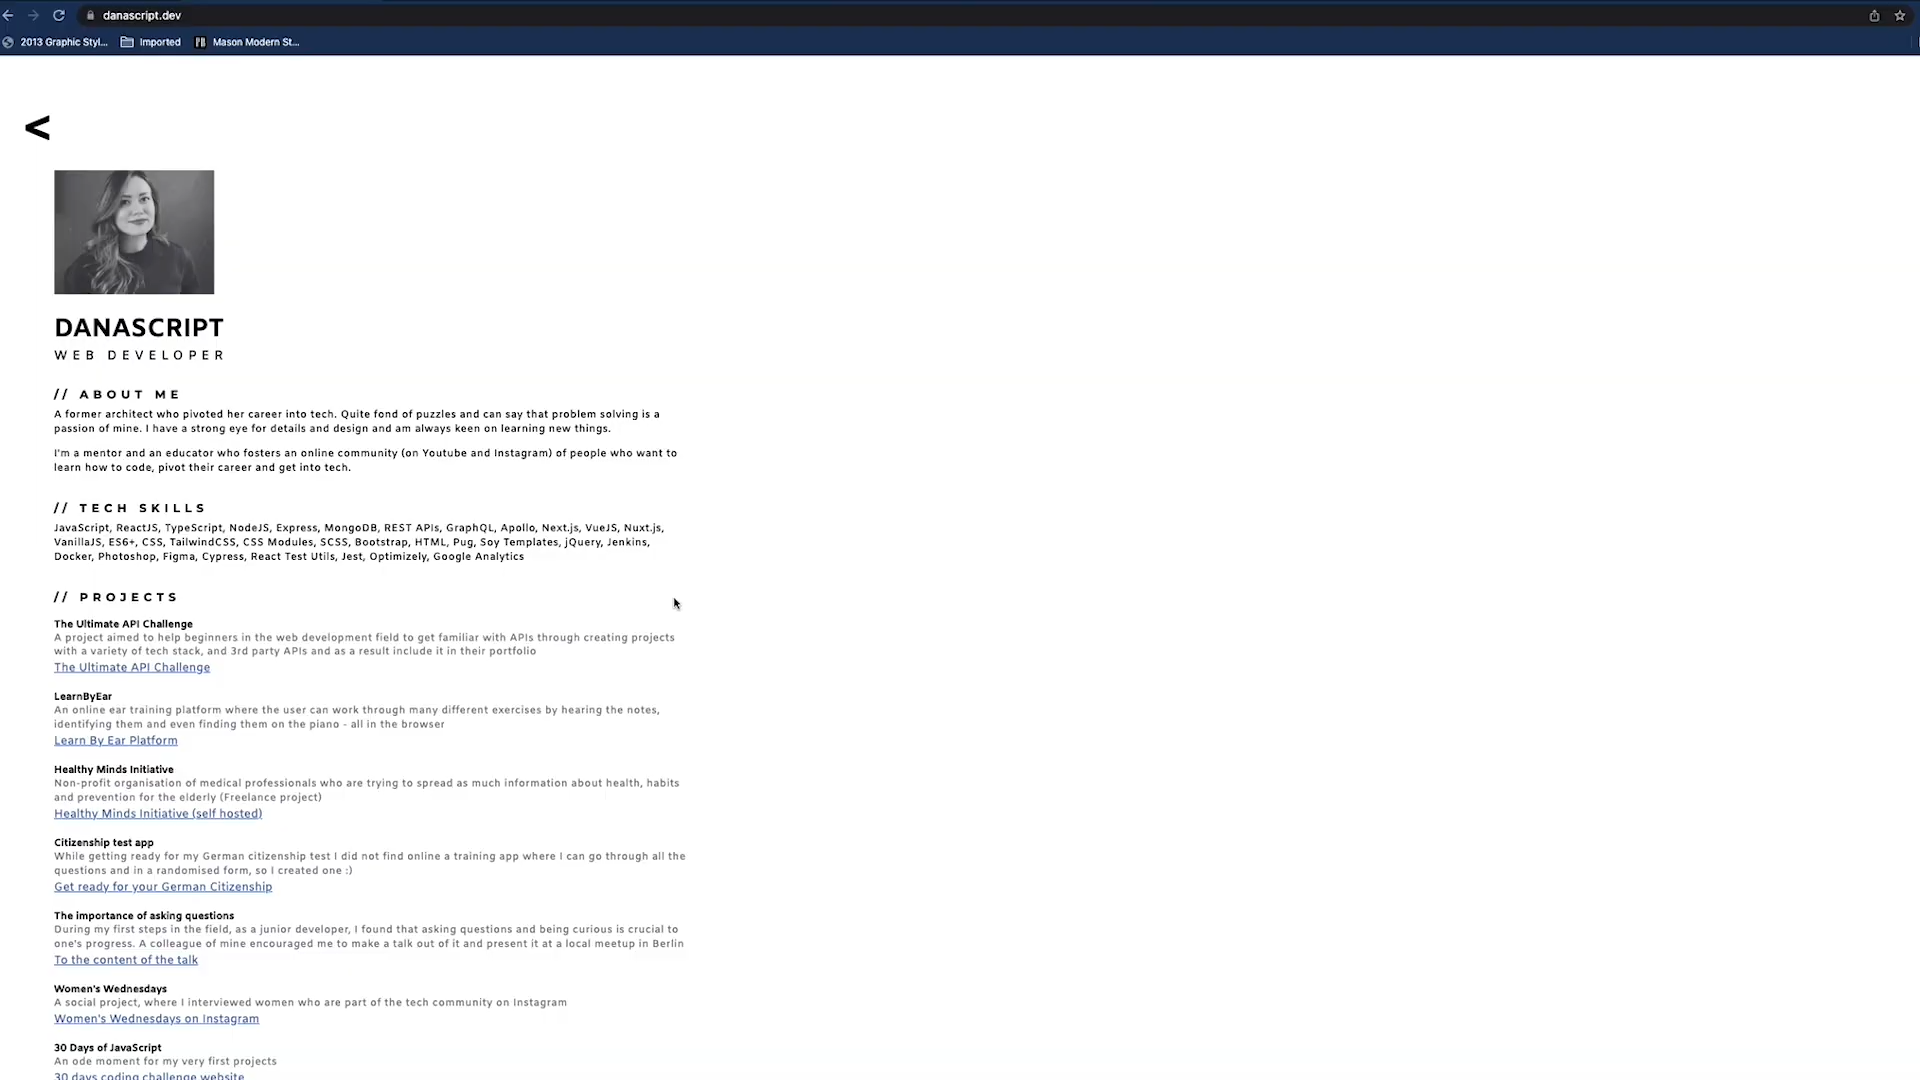 danascript.dev
2013 Graphic Styl...
Imported
Mason Modern St...
<
DANASCRIPT
WEB DEVELOPER
// ABOUT ME
A former architect who pivoted her career into tech. Quite fond of puzzles and can say that problem solving is a
passion of mine. I have a strong eye for details and design and am always keen on learning new things.
I'm a mentor and an educator who fosters an online community (on Youtube and Instagram) of people who want to
learn how to code, pivot their career and get into tech.
// TECH SKILLS
JavaScript, ReactJS, TypeScript, NodeJS, Express, MongoDB, REST APIs, GraphQL, Apollo, Next.js, VueJS, Nuxt.js,
VanillaJS, ES6+, CSS, TailwindCSS, CSS Modules, SCSS, Bootstrap, HTML, Pug, Soy Templates, jQuery, Jenkins,
Docker, Photoshop, Figma, Cypress, React Test Utils, Jest, Optimizely, Google Analytics
// PROJECTS
The Ultimate API Challenge
A project aimed to help beginners in the web development field to get familiar with APIs through creating projects
with a variety of tech stack, and 3rd party APIs and as a result include it in their portfolio
The Ultimate API Challenge
LearnByEar
An online ear training platform where the user can work through many different exercises by hearing the notes,
identifying them and even finding them on the piano - all in the browser
Learn By Ear Platform
Healthy Minds Initiative
Non-profit organisation of medical professionals who are trying to spread as much information about health, habits
and prevention for the elderly (Freelance project)
Healthy Minds Initiative (self hosted)
Citizenship test app
While getting ready for my German citizenship test I did not find online a training app where I can go through all the
questions and in a randomised form, so I created one :)
Get ready for your German Citizenship
The importance of asking questions
During my first steps in the field, as a junior developer, I found that asking questions and being curious is crucial to
one's progress. A colleague of mine encouraged me to make a talk out of it and present it at a local meetup in Berlin
To the content of the talk
Women's Wednesdays
A social project, where I interviewed women who are part of the tech community on Instagram
Women's Wednesdays on Instagram
30 Days of JavaScript
An ode moment for my very first projects
30 days coding challenge website